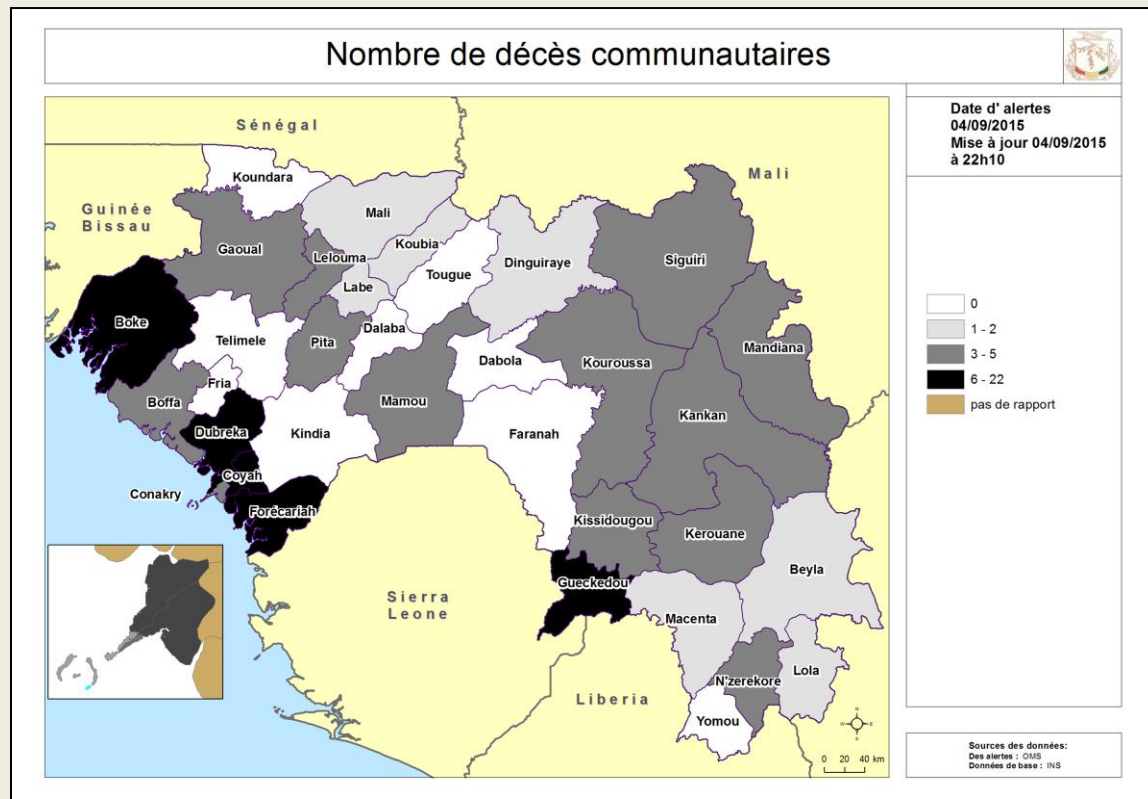 Nombre de décès communautaires
Date d' alertes
04/09/2015
Mise à jour 04/09/2015
à 22h10
Sénégal
Mali
Guinée
Bissau
Koundara
Mali
Gaoual
Koubia
Lelouma
Tougue
Dinguiraye
Siguiri
Labe
Boke
Telimele
Dalaba
Pita
Dabola
Kouroussa
Mandiana
Fria
Boffa
Mamou
Kankan
Dubreka
Kindia
Faranah
Coyah
Conakry
Forécariah
Kissidougou
Kerouane
Beyla
Gueckedou
Sierra
Leone
Macenta
N'zerekore
Lola
Liberia
Yomou
N
W
E
S
0 20 40 km
0
1 - 2
3 - 5
6 - 22
pas de rapport
Sources des données:
Des alertes : OMS
Données de base : INS